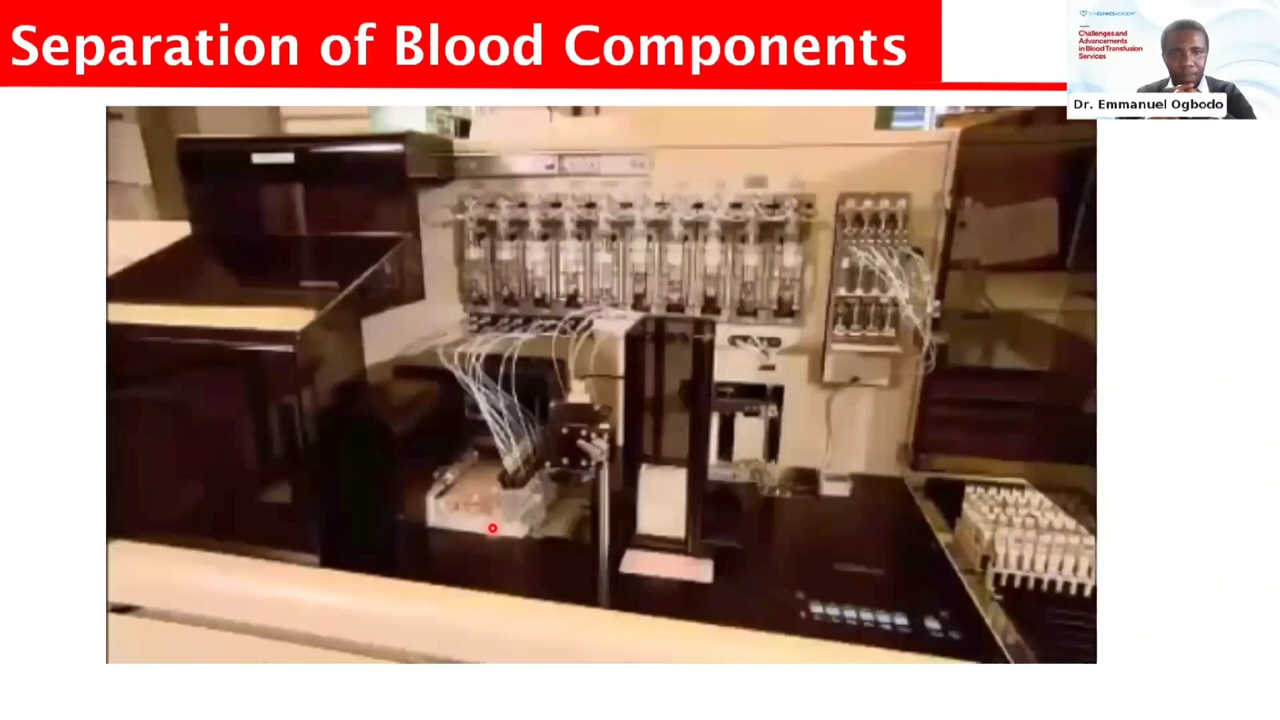 Separation of Blood Components
Challenges and
Advancements
in Blood Transfusion
Services
Dr. Emmanuel Ogbodo